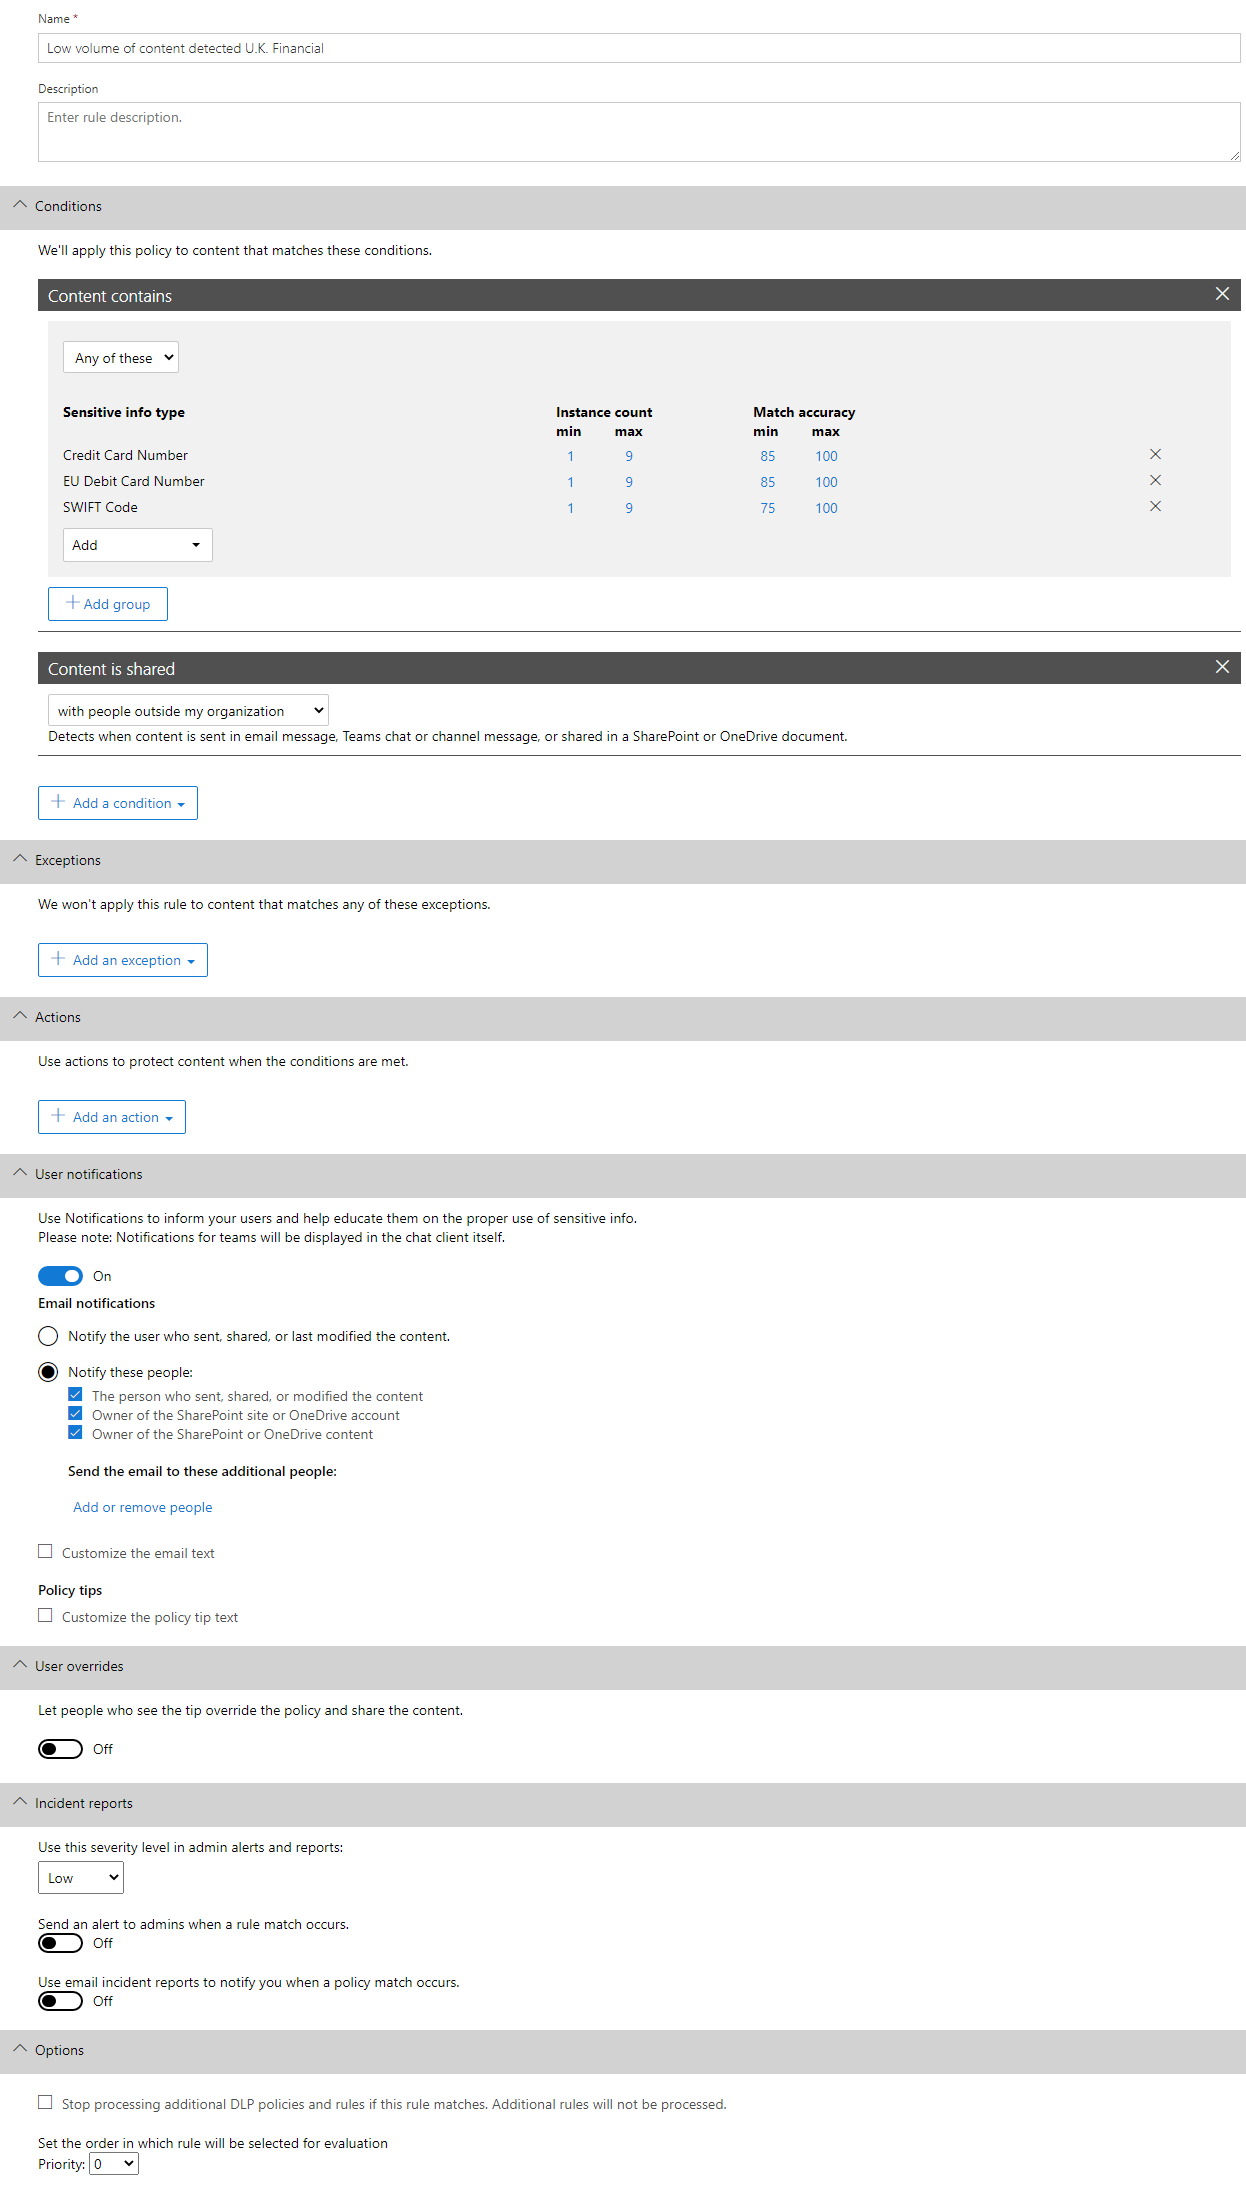 Name *
Low volume of content detected U.K. Financial
Description
Enter rule description.
Conditions
We'll apply this policy to content that matches these conditions.
Content contains
Any of these
Sensitive info type Instance count Match accuracy
min max min max
Credit Card Number 1 9 85 100
EU Debit Card Number 1 9 85 100
SWIFT Code 1 9 75 100
Add
Add group
Content is shared
with people outside my organization
Detects when content is sent in email message, Teams chat or channel message, or shared in a SharePoint or OneDrive document.
Add a condition
Exceptions
We won't apply this rule to content that matches any of these exceptions.
Add an exception
Actions
Use actions to protect content when the conditions are met.
Add an action
User notifications
Use Notifications to inform your users and help educate them on the proper use of sensitive info.
Please note: Notifications for teams will be displayed in the chat client itself.
On
Email notifications
Notify the user who sent, shared, or last modified the content.
Notify these people:
The person who sent, shared, or modified the content
Owner of the SharePoint site or OneDrive account
Owner of the SharePoint or OneDrive content
Send the email to these additional people:
Add or remove people
Customize the email text
Policy tips
Customize the policy tip text
User overrides
Let people who see the tip override the policy and share the content.
Off
Incident reports
Use this severity level in admin alerts and reports:
Low
Send an alert to admins when a rule match occurs.
Off
Use email incident reports to notify you when a policy match occurs.
Off
Options
Stop processing additional DLP policies and rules if this rule matches. Additional rules will not be processed.
Set the order in which rule will be selected for evaluation
Priority: 0